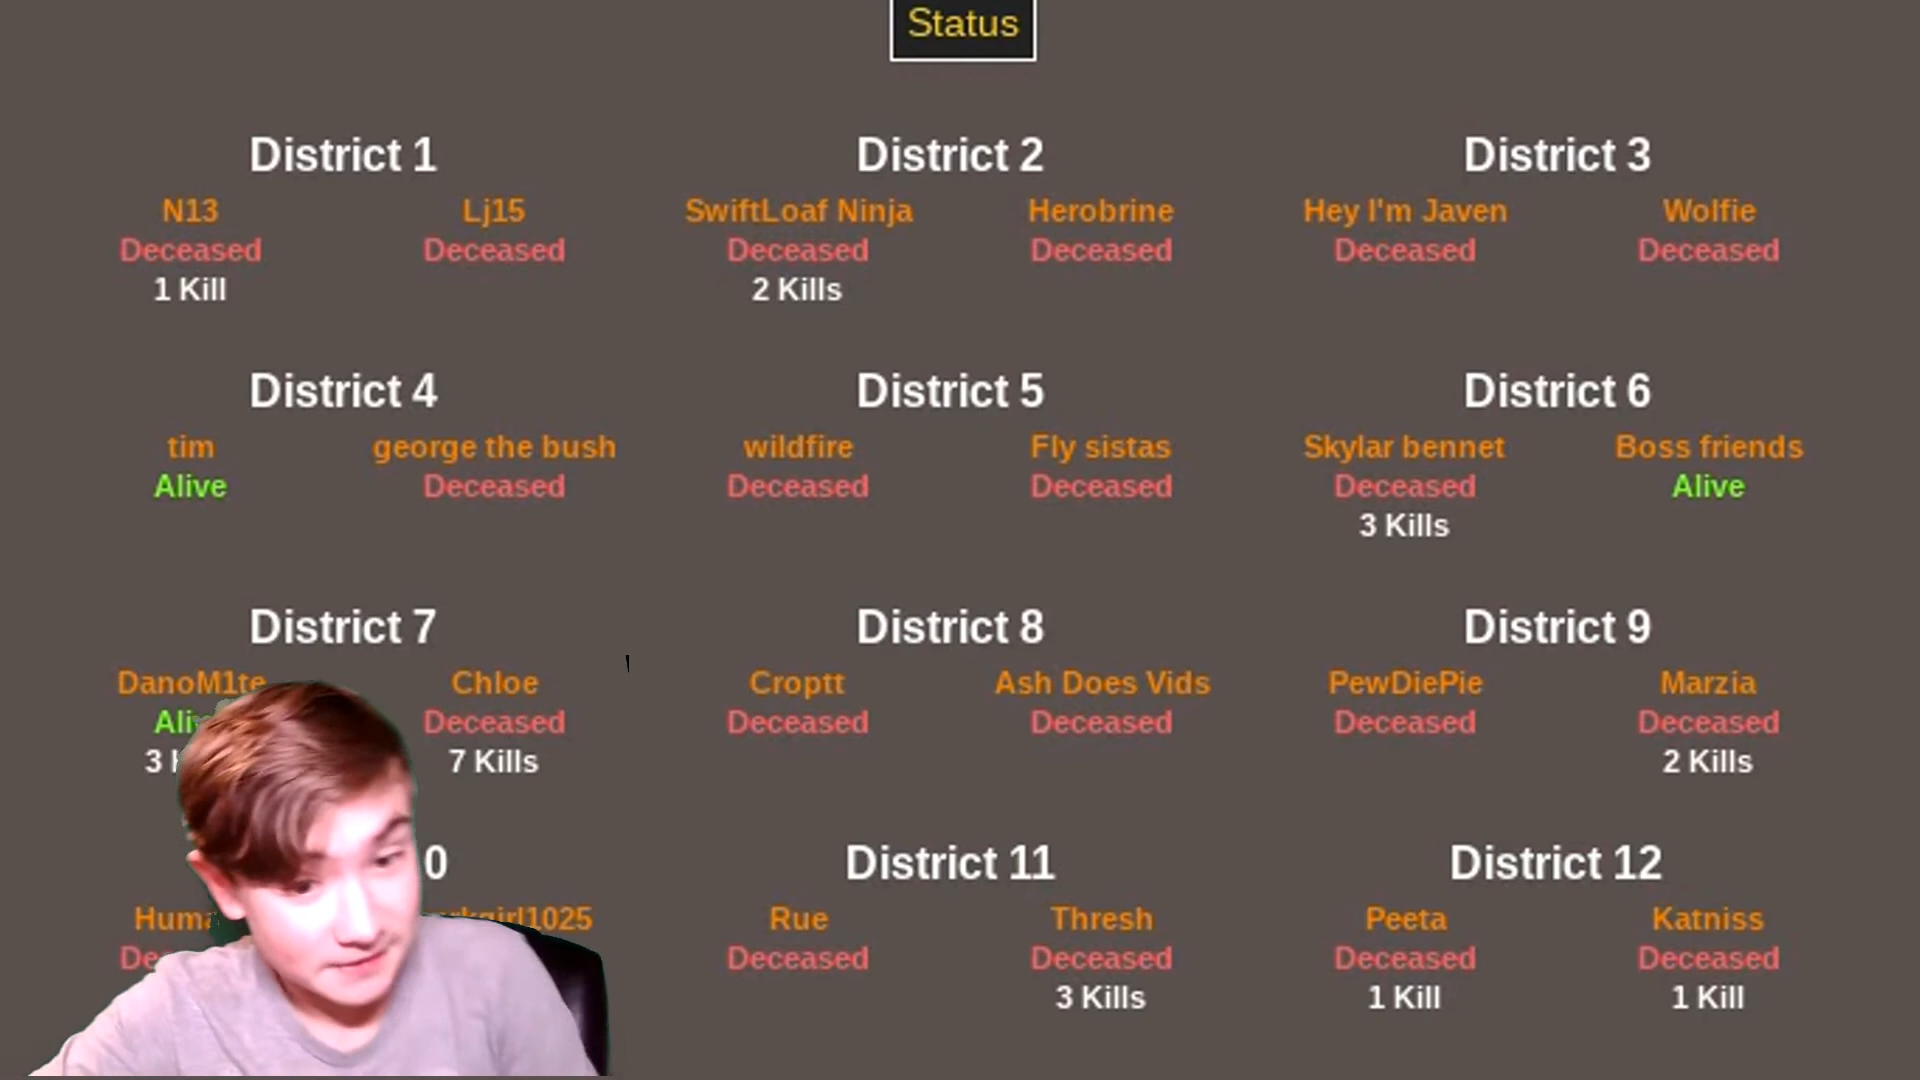 Status
District 1 District 2 District 3
N13 Lj15 SwiftLoaf Ninja Herobrine Hey I'm Javen Wolfie
Deceased Deceased Deceased Deceased Deceased Deceased
1 Kill 2 Kills
District 4 District 5 District 6
tim george the bush wildfire Fly sistas Skylar bennet Boss friends
Alive Deceased Deceased Deceased Deceased Alive
3 Kills
District 7 District 8 District 9
DanoM1te Chloe Croptt Ash Does Vids PewDiePie Marzia
Deceased Deceased Deceased Deceased Deceased
3 7 Kills 2 Kills
0 District 11 District 12
Rue Thresh Peeta Katniss
Deceased Deceased Deceased Deceased
3 Kills 1 Kill 1 Kill